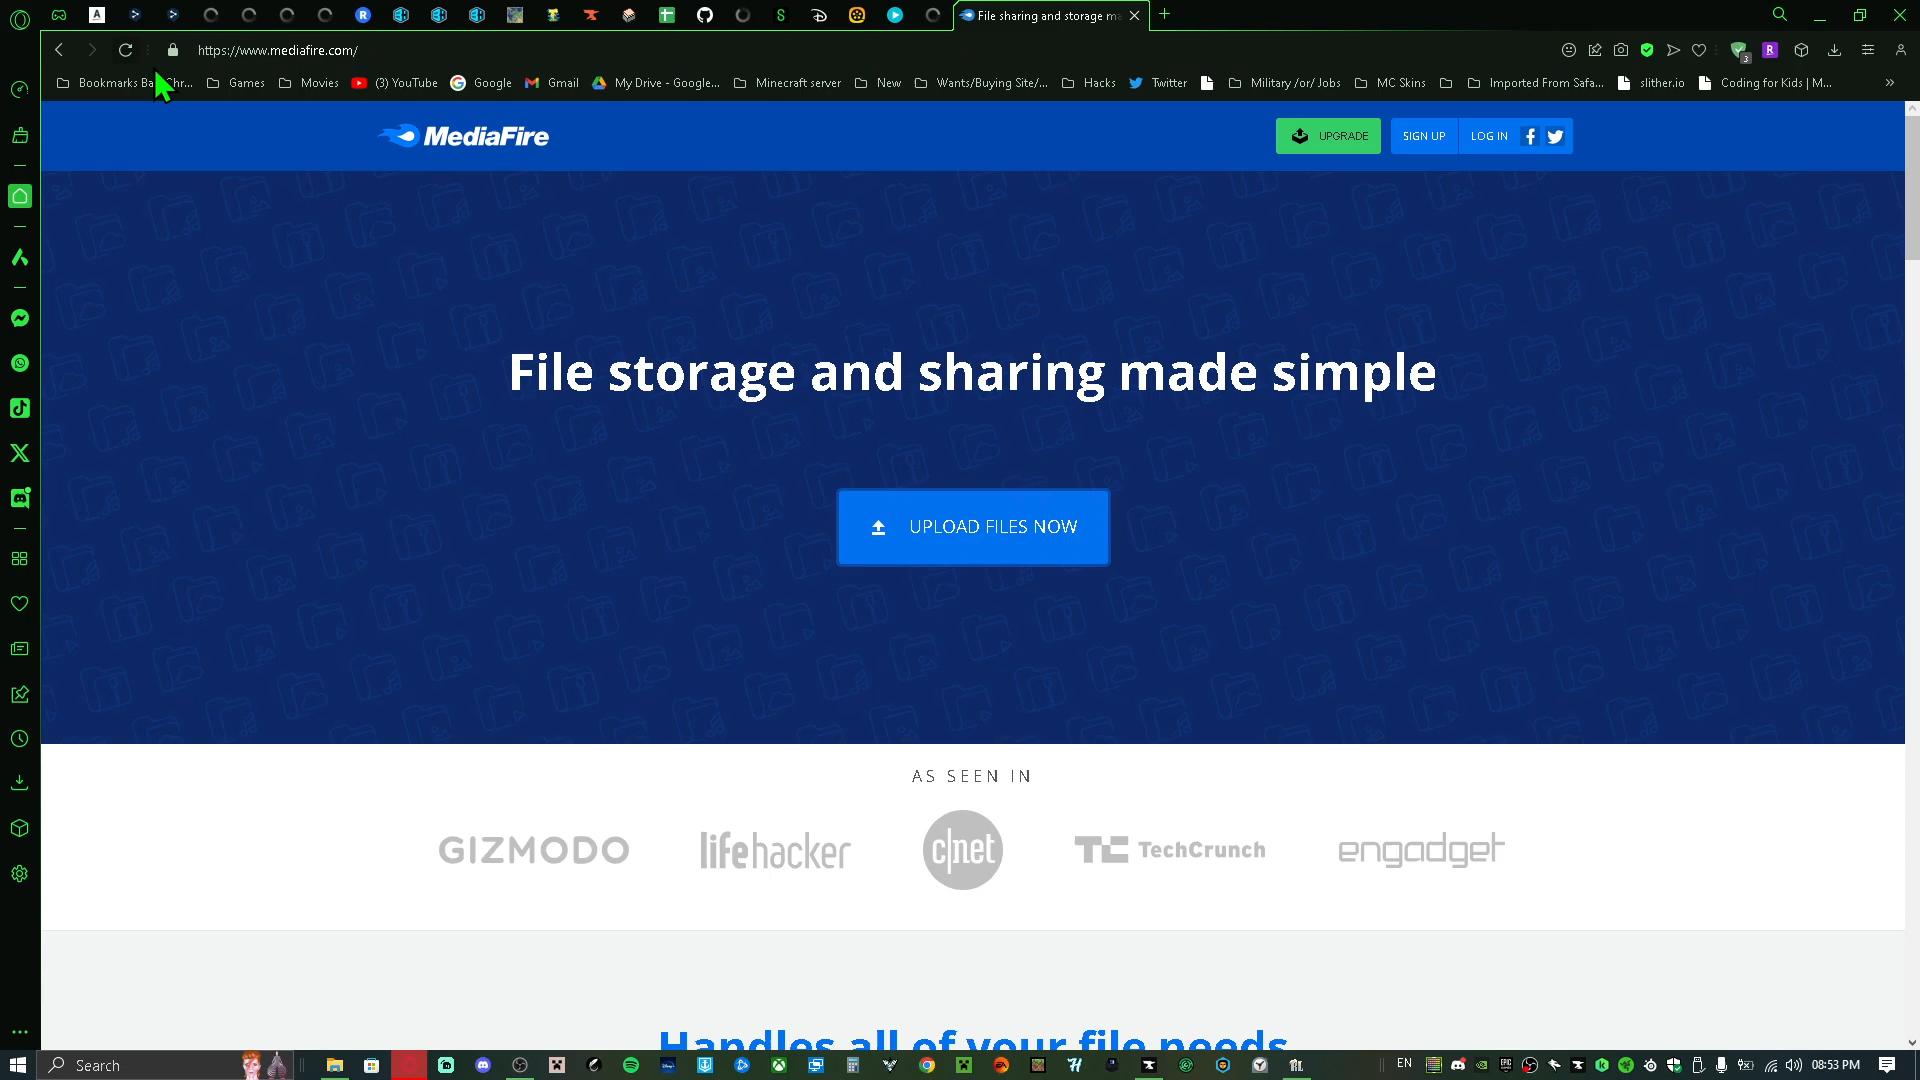 File sharing and storage m
https://www.mediafire.com/
Bookmarks Ba
Chr...
Games
Movies
(3) YouTube
Google
Gmail
My Drive - Google...
Minecraft server
New
Wants/Buying Site/...
Hacks
Twitter
Military /or/ Jobs
MC Skins
Imported From Safa...
slither.io
Coding for Kids | M...
MediaFire
UPGRADE
SIGN UP
LOG IN
File storage and sharing made simple
UPLOAD FILES NOW
AS SEEN IN
GIZMODO
lifehacker
c|net
TC TechCrunch
engadget
Handles all of your file needs
Search
EN
08:53 PM